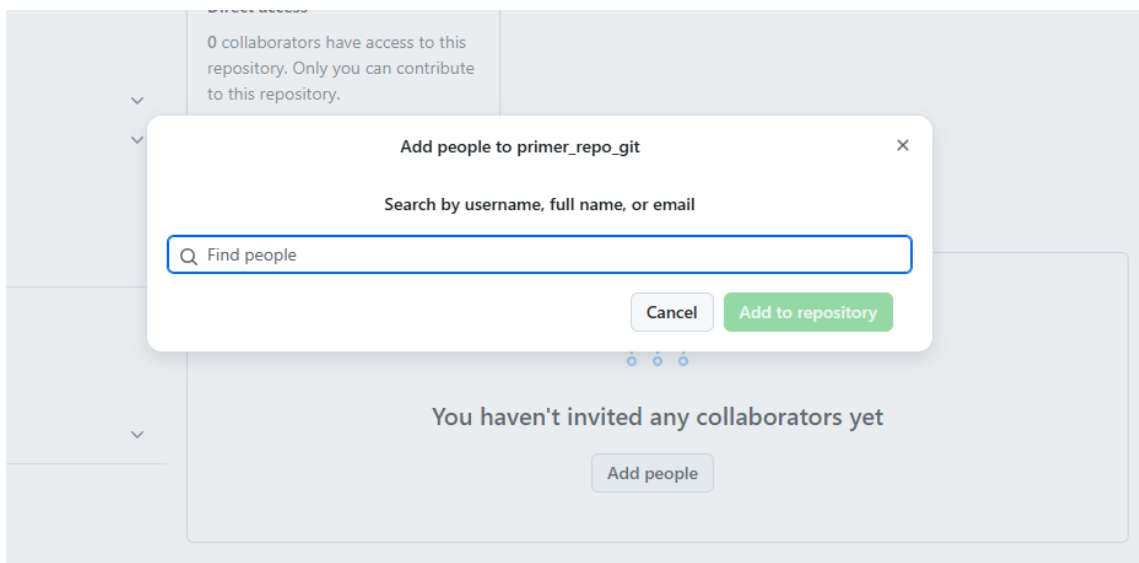 Direct access
0 collaborators have access to this
repository. Only you can contribute
to this repository.
Add people to primer_repo_git
Search by username, full name, or email
Find people
Cancel
Add to repository
You haven't invited any collaborators yet
Add people